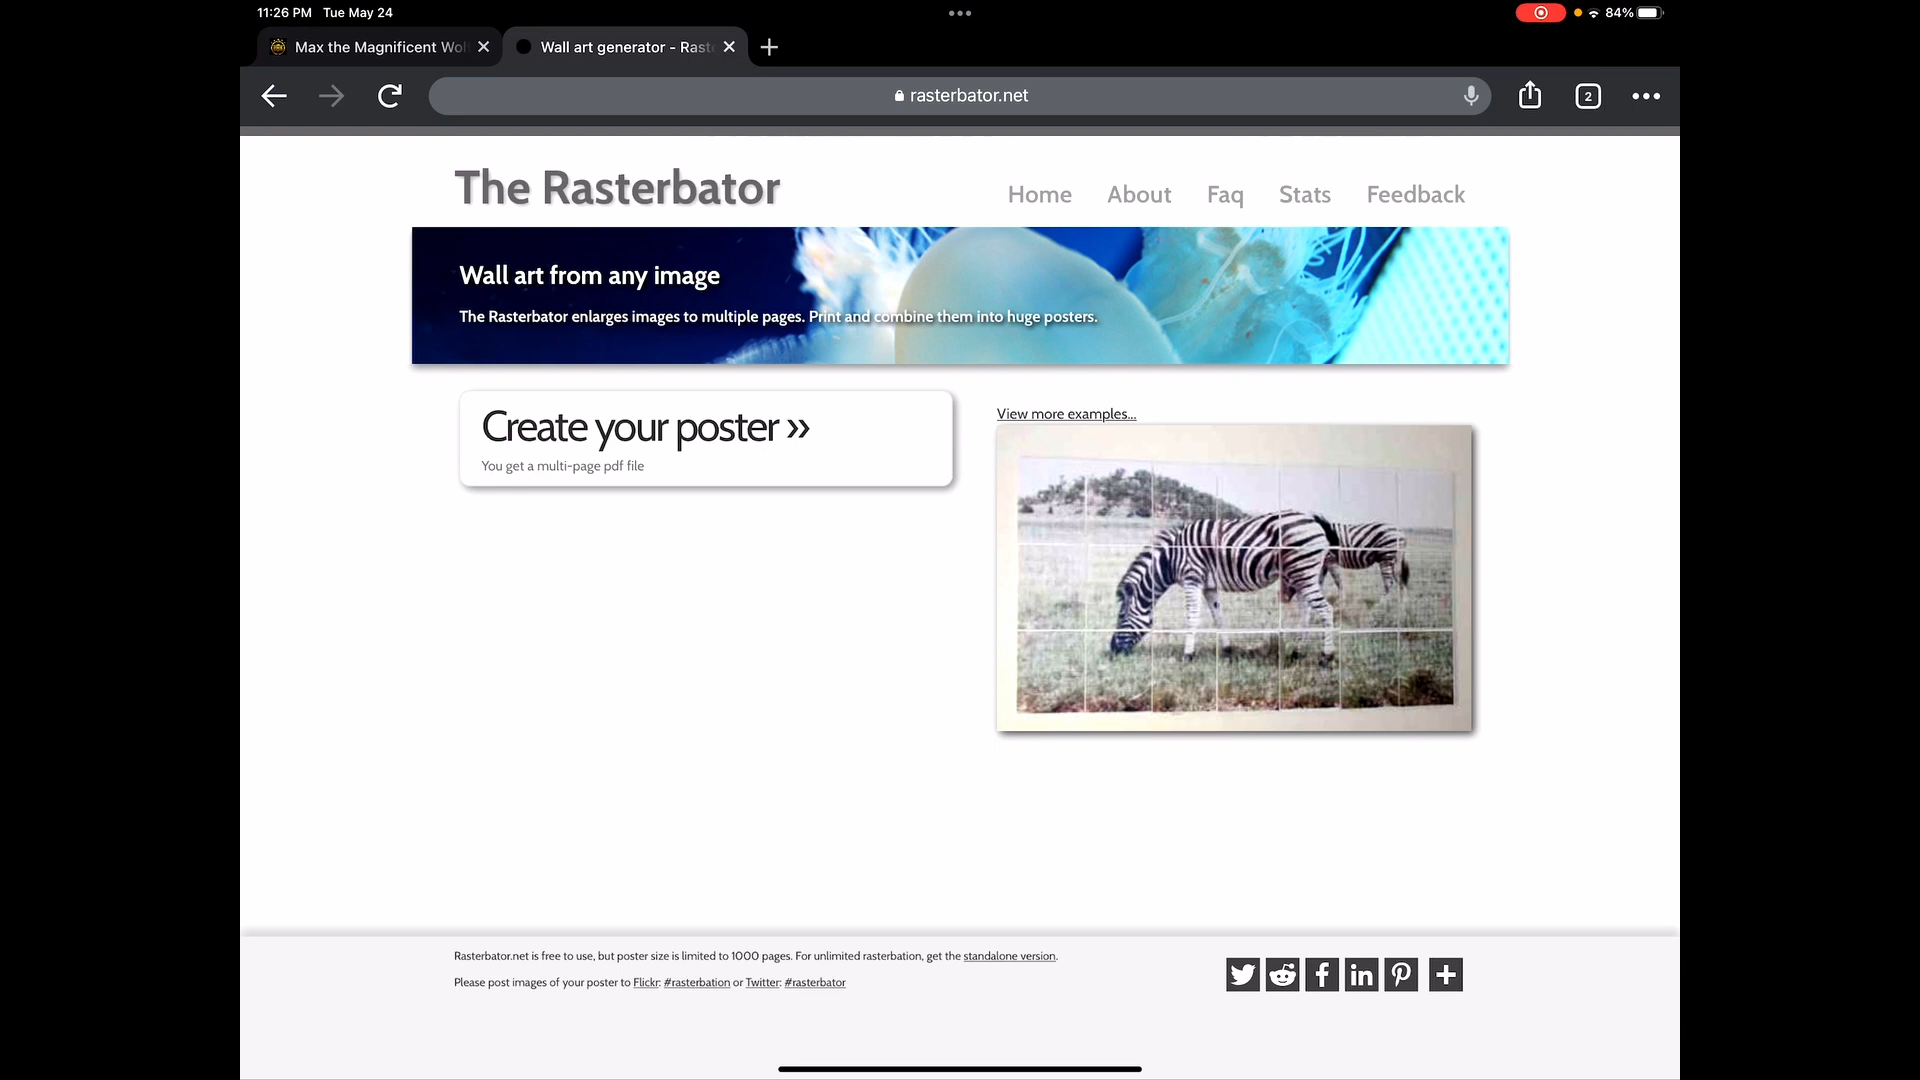 11:26 PM Tue May 24
84%
Max the Magnificent Wol
Wall art generator - Rast
rasterbator.net
2
The Rasterbator
Home About Faq Stats Feedback
Wall art from any image
The Rasterbator enlarges images to multiple pages. Print and combine them into huge posters.
Create your poster »
You get a multi-page pdf file
View more examples...
Rasterbator.net is free to use, but poster size is limited to 1000 pages. For unlimited rasterbation, get the standalone version.
Please post images of your poster to Flickr: #rasterbation or Twitter: #rasterbator